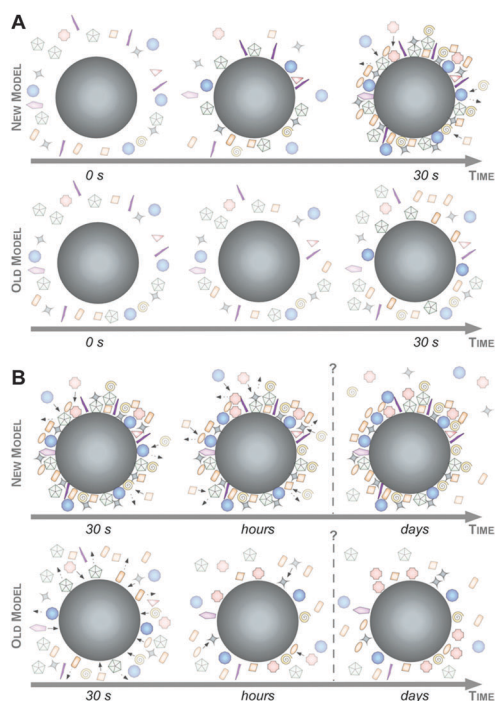 A
NEW MODEL
0 s
30 s
TIME
OLD MODEL
0 s
30 s
TIME
B
?
NEW MODEL
30 s
hours
days
TIME
?
OLD MODEL
30 s
hours
days
TIME